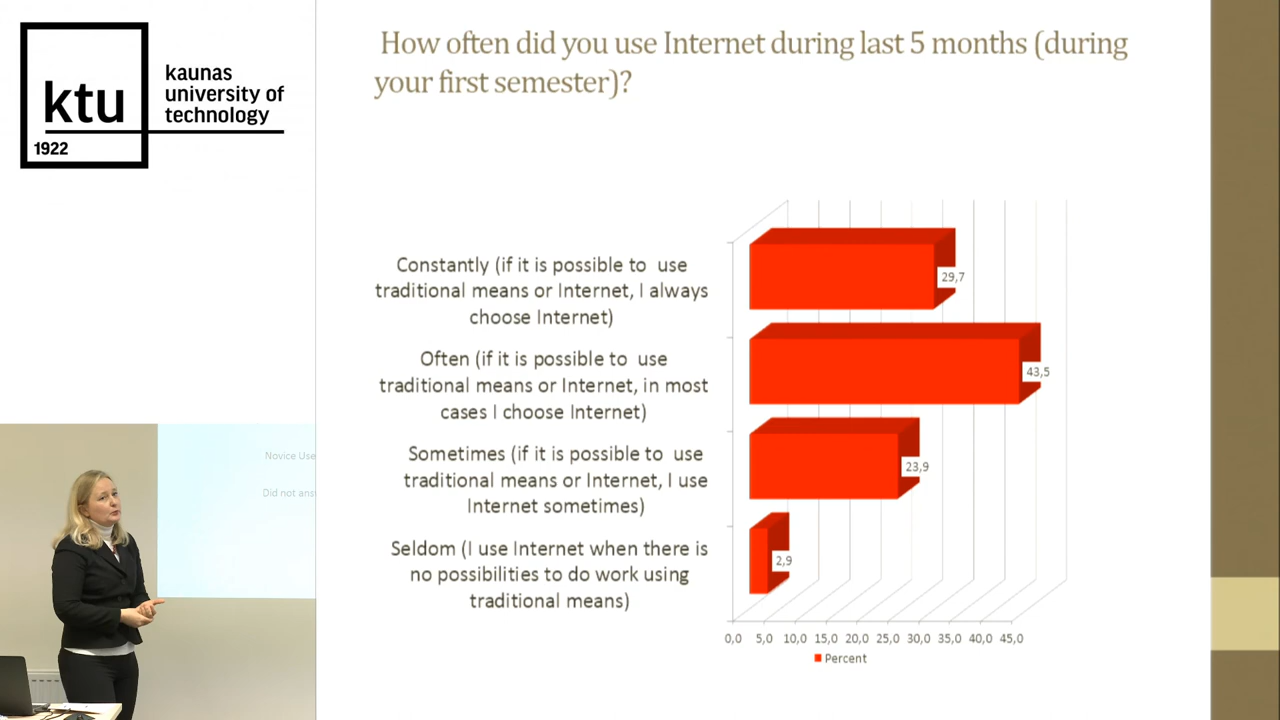 ktu
1922
kaunas
university of
technology
How often did you use Internet during last 5 months (during
your first semester)?
Constantly (if it is possible to use
traditional means or Internet, I always
choose Internet)
29,7
Often (if it is possible to use
traditional means or Internet, in most
cases I choose Internet)
43,5
Sometimes (if it is possible to use
traditional means or Internet, I use
Internet sometimes)
23,9
Seldom (I use Internet when there is
no possibilities to do work using
traditional means)
2,9
0,0 5,0 10,0 15,0 20,0 25,0 30,0 35,0 40,0 45,0
Percent
Novice Use
Did not ans